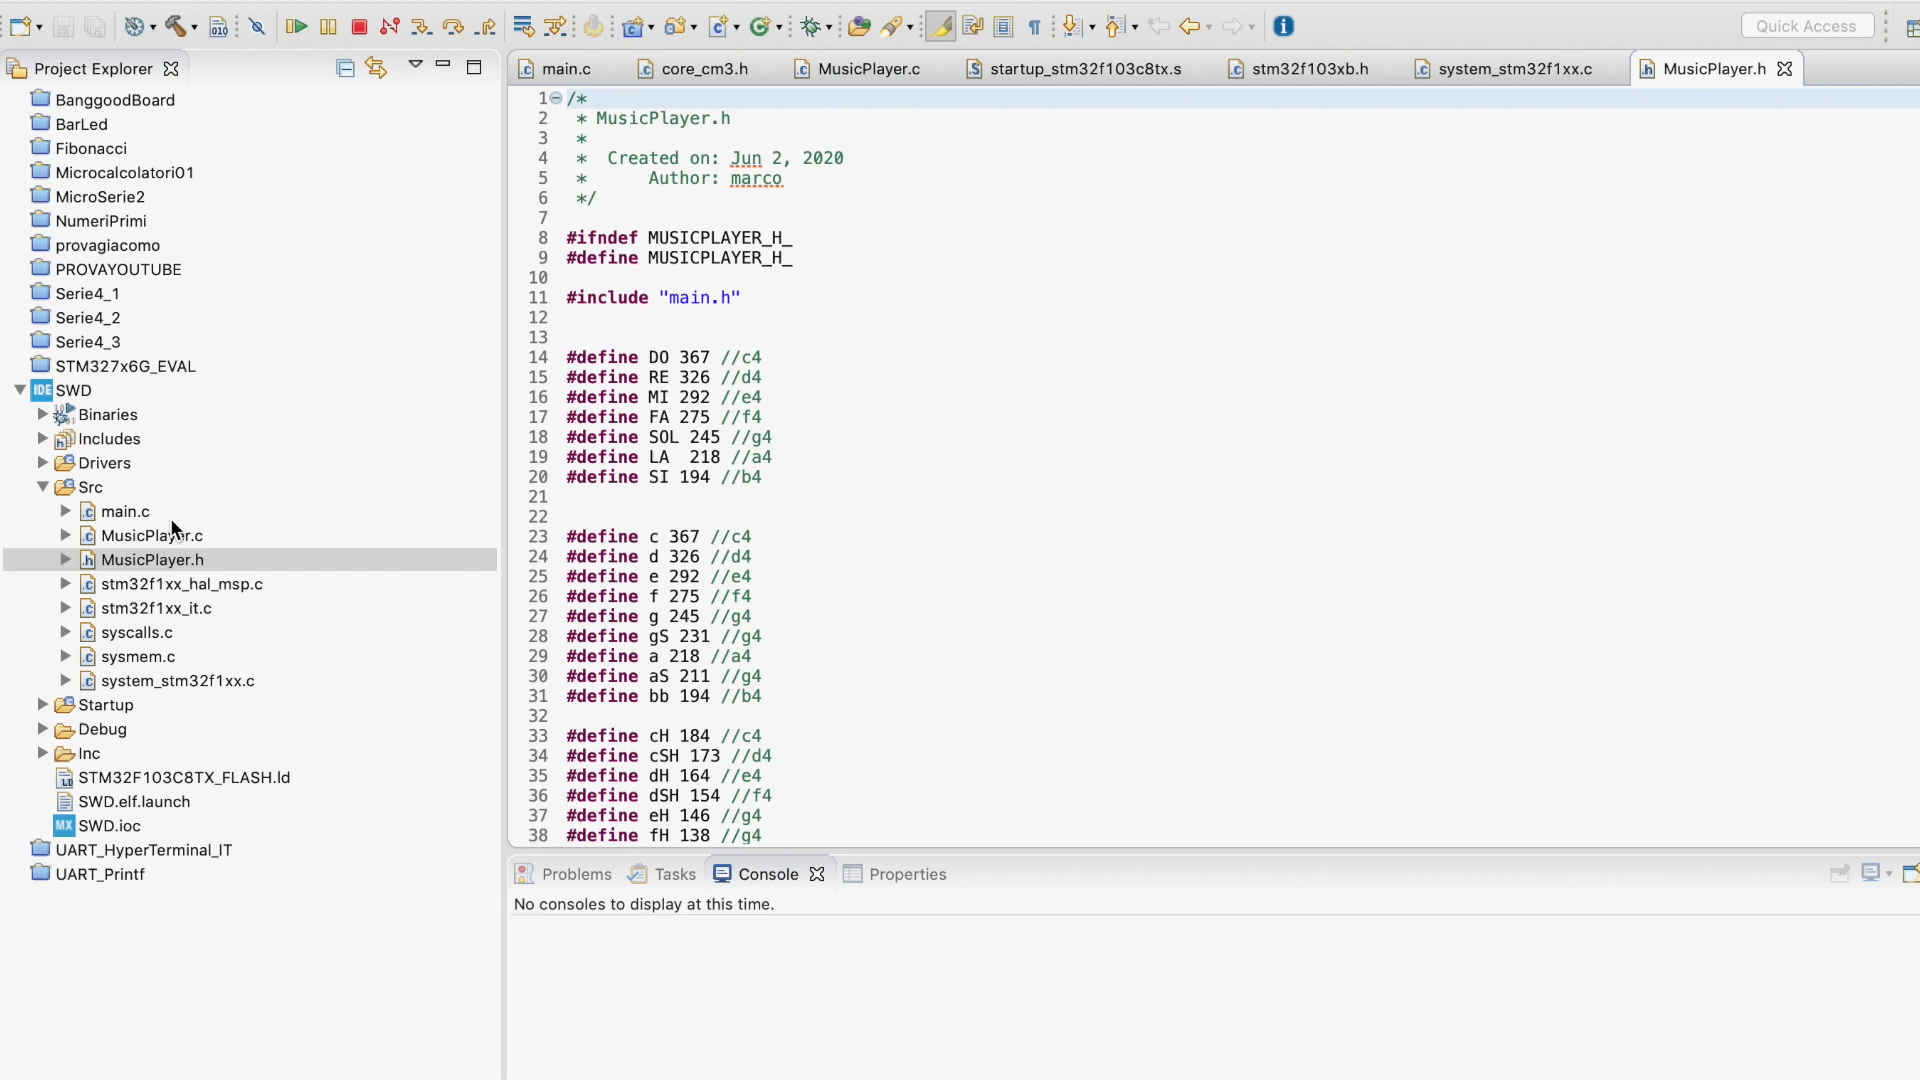 Quick Access
Project Explorer
BanggoodBoard
BarLed
Fibonacci
Microcalcolatori01
MicroSerie2
NumeriPrimi
provagiacomo
PROVAYOUTUBE
Serie4_1
Serie4_2
Serie4_3
STM327x6G_EVAL
IDE SWD
Binaries
Includes
Drivers
Src
main.c
MusicPlayer.c
MusicPlayer.h
stm32f1xx_hal_msp.c
stm32f1xx_it.c
syscalls.c
sysmem.c
system_stm32f1xx.c
Startup
Debug
Inc
STM32F103C8TX_FLASH.ld
SWD.elf.launch
MX SWD.ioc
UART_HyperTerminal_IT
UART_Printf
main.c core_cm3.h MusicPlayer.c startup_stm32f103c8tx.s stm32f103xb.h system_stm32f1xx.c MusicPlayer.h
1 /*
2 * MusicPlayer.h
3 *
4 * Created on: Jun 2, 2020
5 * Author: marco
6 */
7
8 #ifndef MUSICPLAYER_H_
9 #define MUSICPLAYER_H_
10
11 #include "main.h"
12
13
14 #define DO 367 //c4
15 #define RE 326 //d4
16 #define MI 292 //e4
17 #define FA 275 //f4
18 #define SOL 245 //g4
19 #define LA 218 //a4
20 #define SI 194 //b4
21
22
23 #define c 367 //c4
24 #define d 326 //d4
25 #define e 292 //e4
26 #define f 275 //f4
27 #define g 245 //g4
28 #define gS 231 //g4
29 #define a 218 //a4
30 #define aS 211 //g4
31 #define bb 194 //b4
32
33 #define cH 184 //c4
34 #define cSH 173 //d4
35 #define dH 164 //e4
36 #define dSH 154 //f4
37 #define eH 146 //g4
38 #define fH 138 //g4
Problems Tasks Console Properties
No consoles to display at this time.